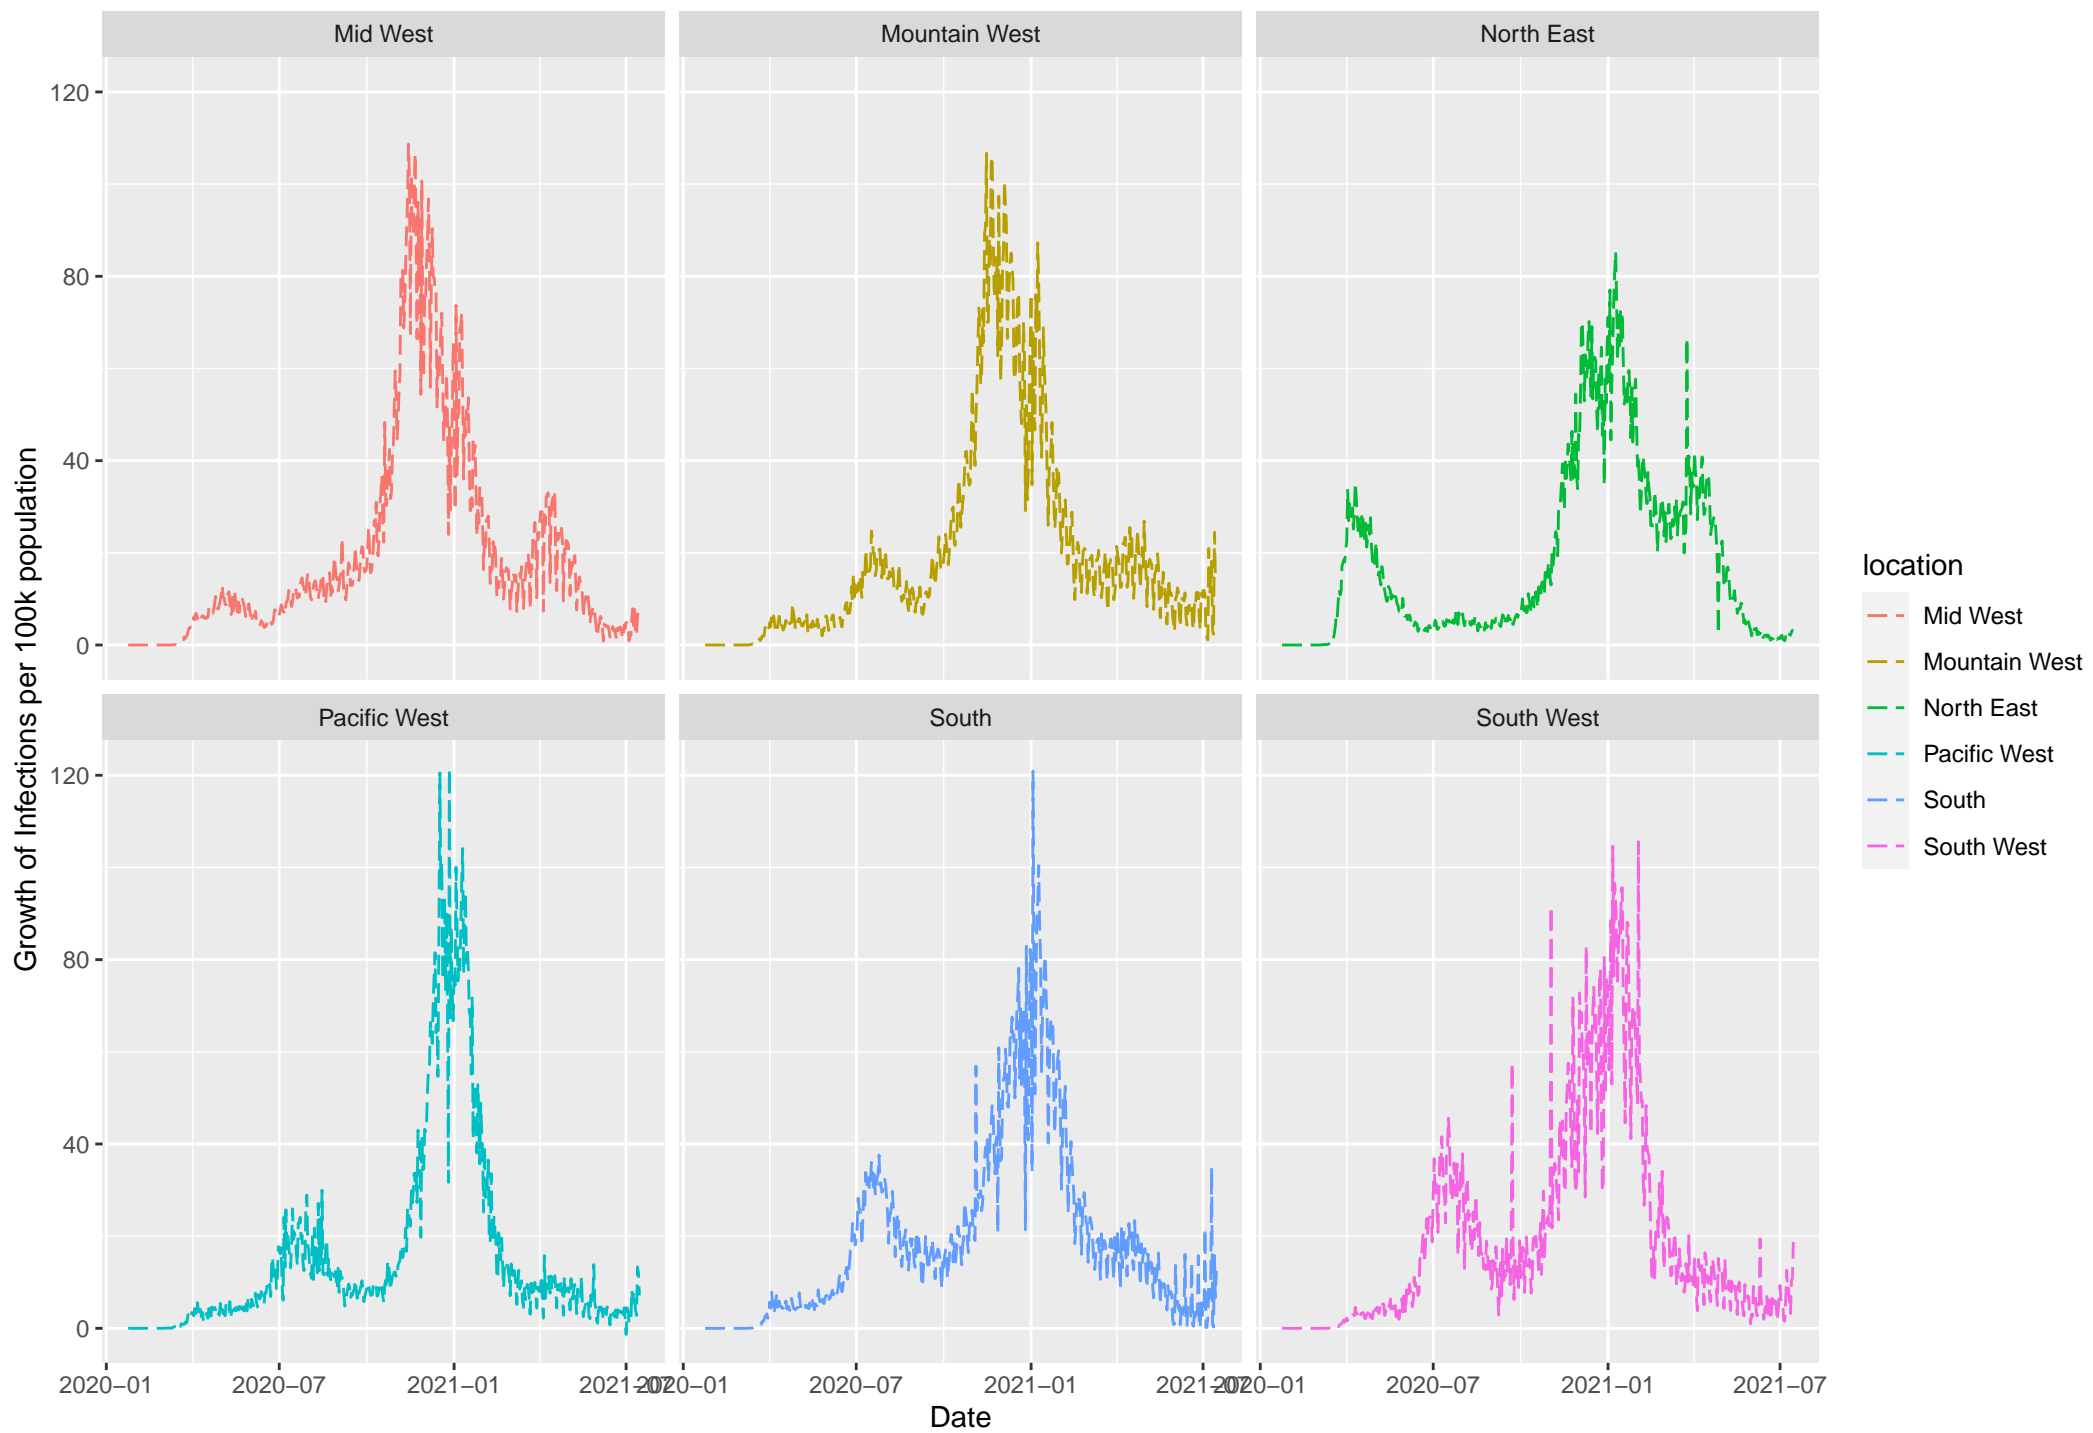 Mid West
Mountain West
North East
120
80
40
0
Growth of Infections per 100k population
Pacific West
South
South West
120
80
40
0
2020−01
2020−07
2021−01
2021−07
2020−01
2020−07
2021−01
2021−07
2020−01
2020−07
2021−01
2021−07
Date
location
Mid West
Mountain West
North East
Pacific West
South
South West